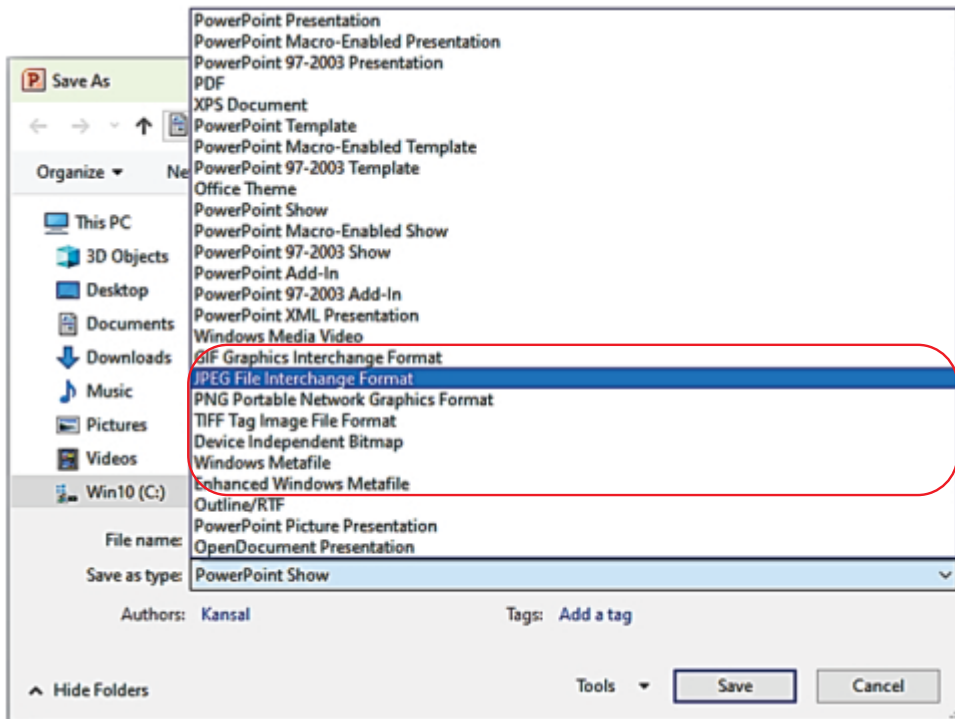 PowerPoint Presentation
PowerPoint Macro-Enabled Presentation
PowerPoint 97-2003 Presentation
PDF
XPS Document
PowerPoint Template
PowerPoint Macro-Enabled Template
PowerPoint 97-2003 Template
Office Theme
PowerPoint Show
PowerPoint Macro-Enabled Show
PowerPoint 97-2003 Show
PowerPoint Add-In
PowerPoint 97-2003 Add-In
PowerPoint XML Presentation
Windows Media Video
GIF Graphics Interchange Format
JPEG File Interchange Format
PNG Portable Network Graphics Format
TIFF Tag Image File Format
Device Independent Bitmap
Windows Metafile
Enhanced Windows Metafile
Outline/RTF
PowerPoint Picture Presentation
OpenDocument Presentation
Save As
Organize
This PC
3D Objects
Desktop
Documents
Downloads
Music
Pictures
Videos
Win10 (C:)
File name:
Save as type: PowerPoint Show
Authors: Kansal Tags: Add a tag
Hide Folders Tools Save Cancel